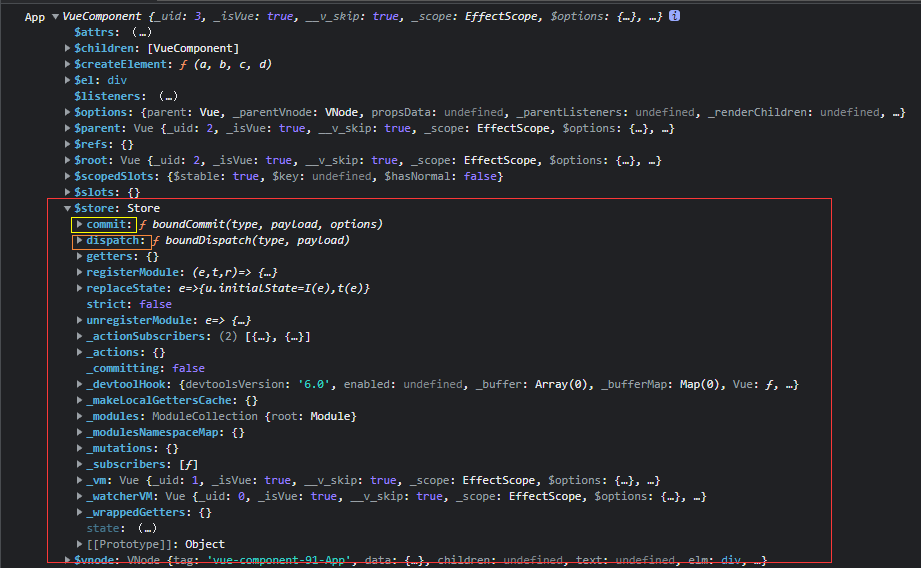 App ▼VueComponent {_uid: 3, _isVue: true, __v_skip: true, _scope: EffectScope, $options: {…}, …} i
$attrs: (…)
▶$children: [VueComponent]
▶$createElement: ƒ (a, b, c, d)
▶$el: div
$listeners: (…)
▶$options: {parent: Vue, _parentVnode: VNode, propsData: undefined, _parentListeners: undefined, _renderChildren: undefined, …}
▶$parent: Vue {_uid: 2, _isVue: true, __v_skip: true, _scope: EffectScope, $options: {…}, …}
▶$refs: {}
▶$root: Vue {_uid: 2, _isVue: true, __v_skip: true, _scope: EffectScope, $options: {…}, …}
▶$scopedSlots: {$stable: true, $key: undefined, $hasNormal: false}
▶$slots: {}
▼$store: Store
▶commit: ƒ boundCommit(type, payload, options)
▶dispatch: ƒ boundDispatch(type, payload)
▶getters: {}
▶registerModule: (e,t,r)=> {…}
▶replaceState: e=>{u.initialState=I(e),t(e)}
strict: false
▶unregisterModule: e=> {…}
▶_actionSubscribers: (2) [{…}, {…}]
▶_actions: {}
_committing: false
▶_devtoolHook: {devtoolsVersion: '6.0', enabled: undefined, _buffer: Array(0), _bufferMap: Map(0), Vue: ƒ, …}
▶_makeLocalGettersCache: {}
▶_modules: ModuleCollection {root: Module}
▶_modulesNamespaceMap: {}
▶_mutations: {}
▶_subscribers: [ƒ]
▶_vm: Vue {_uid: 1, _isVue: true, __v_skip: true, _scope: EffectScope, $options: {…}, …}
▶_watcherVM: Vue {_uid: 0, _isVue: true, __v_skip: true, _scope: EffectScope, $options: {…}, …}
▶_wrappedGetters: {}
state: (…)
▶[[Prototype]]: Object
▶$vnode: VNode {tag: 'vue-component-91-App', data: {…}, children: undefined, text: undefined, elm: div, …}